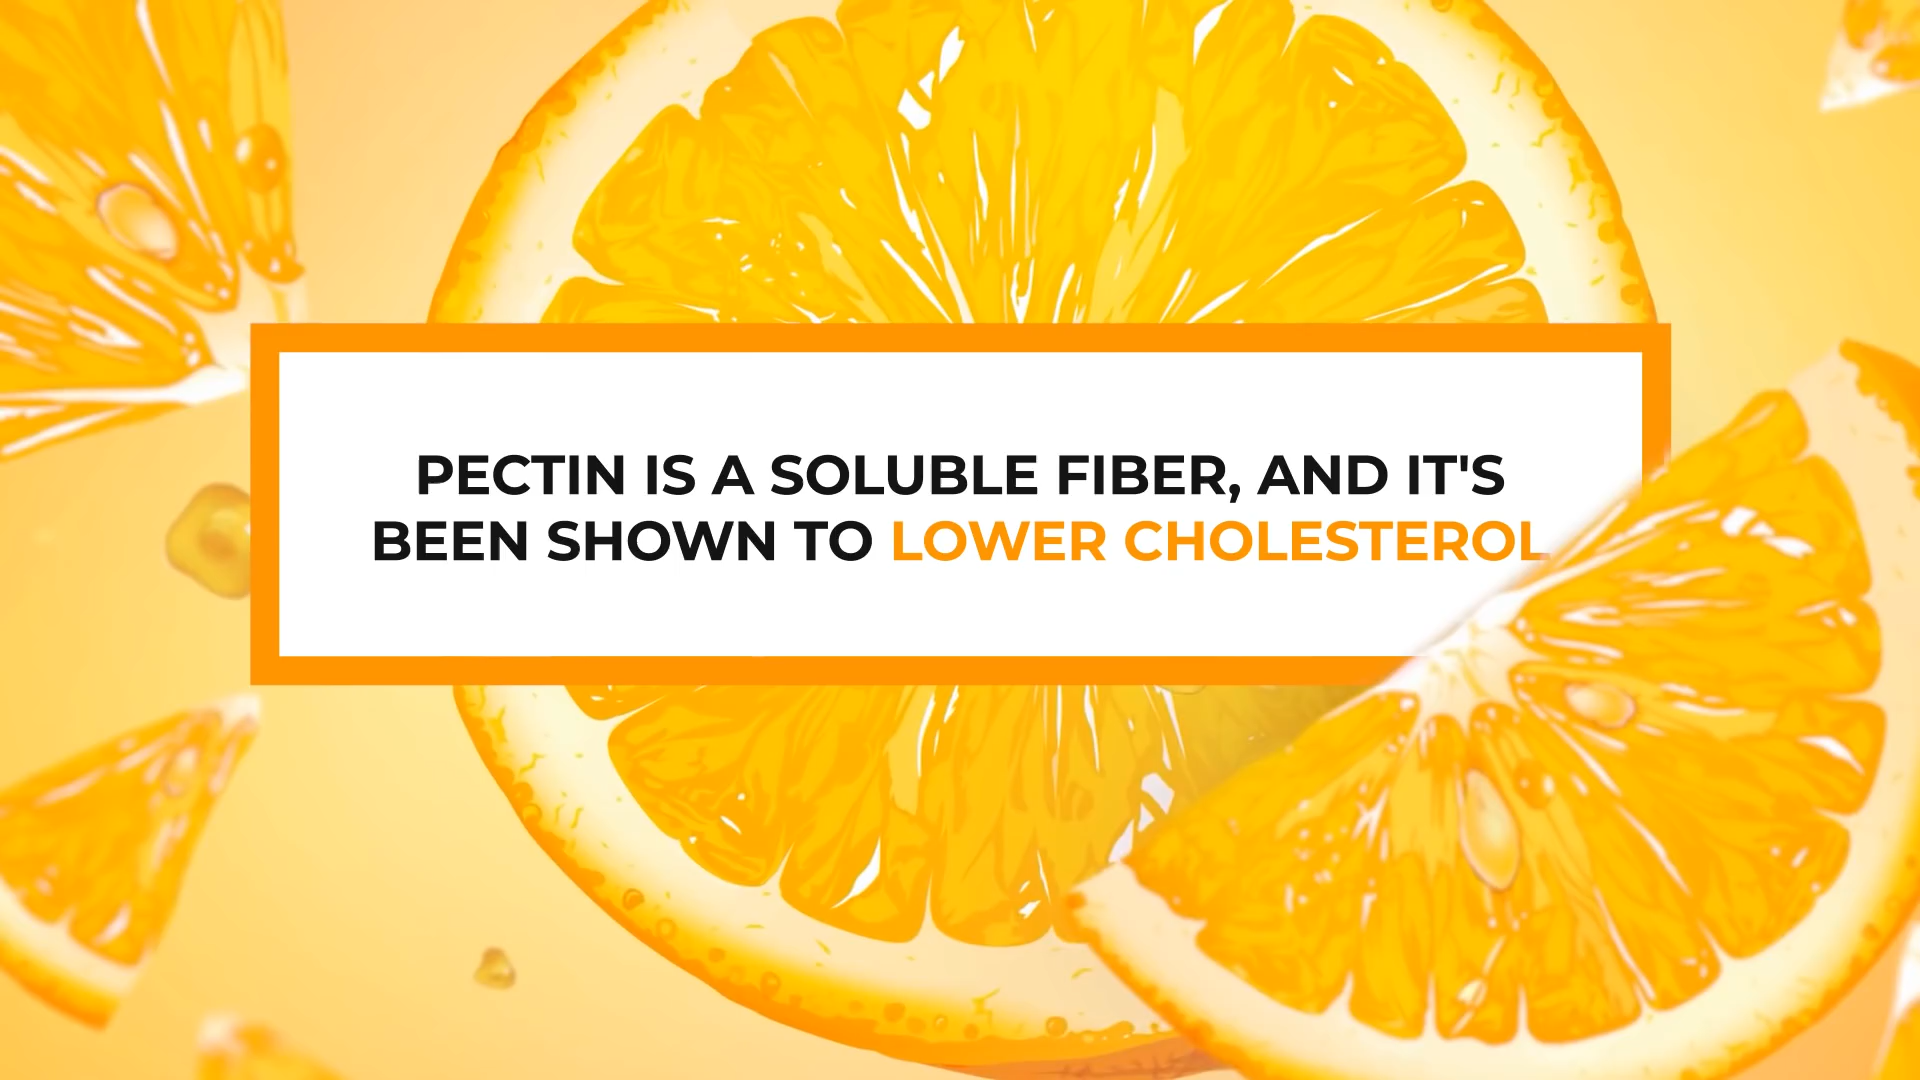 PECTIN IS A SOLUBLE FIBER, AND IT'S
BEEN SHOWN TO LOWER CHOLESTEROL